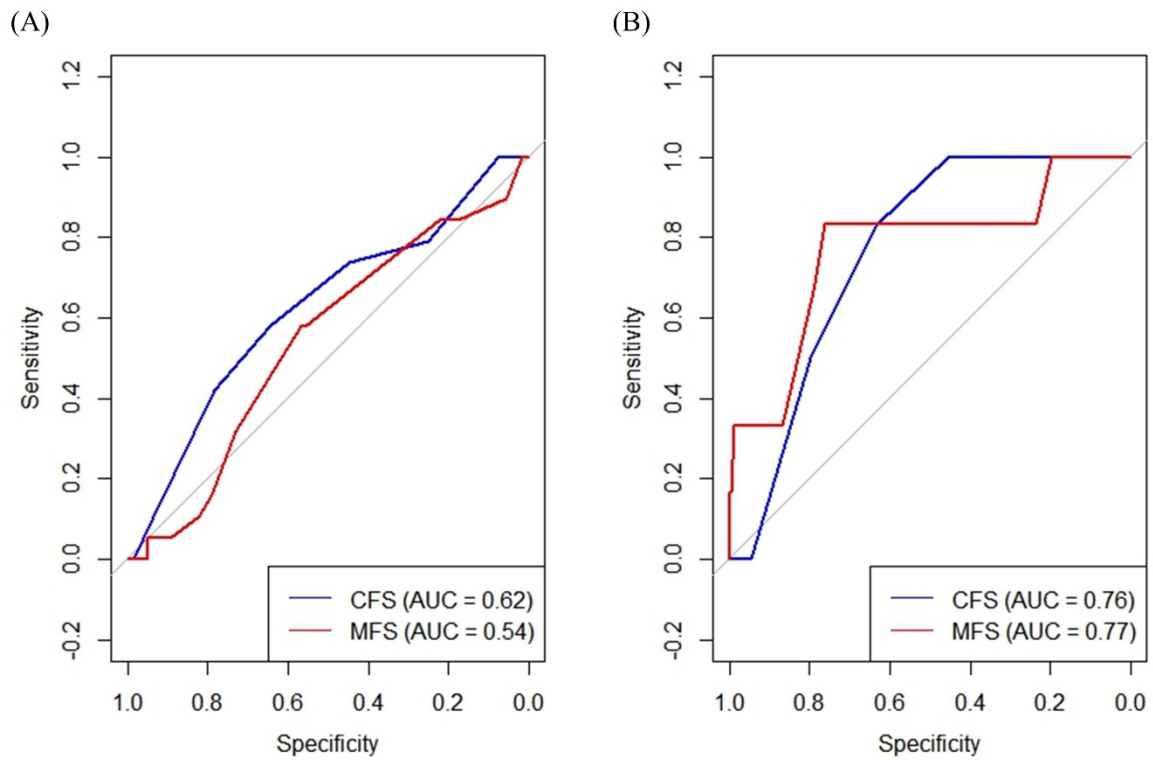 (A)
1.2
1.0
0.8
0.6
0.4
0.2
0.0
-0.2
Sensitivity
CFS (AUC = 0.62)
MFS (AUC = 0.54)
1.0 0.8 0.6 0.4 0.2 0.0
Specificity
(B)
1.2
1.0
0.8
0.6
0.4
0.2
0.0
-0.2
Sensitivity
CFS (AUC = 0.76)
MFS (AUC = 0.77)
1.0 0.8 0.6 0.4 0.2 0.0
Specificity